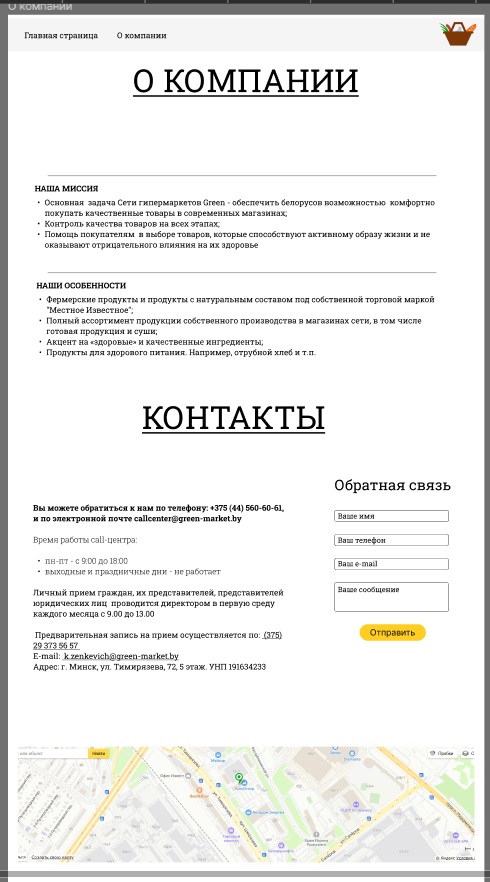 О компании
Главная страница О компании
О КОМПАНИИ
НАША МИССИЯ
• Основная задача Сети гипермаркетов Green - обеспечить белорусов возможностью комфортно
покупать качественные товары в современных магазинах;
• Контроль качества товаров на всех этапах;
• Помощь покупателям в выборе товаров, которые способствуют активному образу жизни и не
оказывают отрицательного влияния на их здоровье
НАШИ ОСОБЕННОСТИ
• Фермерские продукты и продукты с натуральным составом под собственной торговой маркой
"Местное Известное";
• Полный ассортимент продукции собственного производства в магазинах сети, в том числе
готовая продукция и суши;
• Акцент на «здоровые» и качественные ингредиенты;
• Продукты для здорового питания. Например, отрубной хлеб и т.п.
КОНТАКТЫ
Обратная связь
Вы можете обратиться к нам по телефону: +375 (44) 560-60-61,
и по электронной почте callcenter@green-market.by
Время работы call-центра:
• пн-пт - с 9:00 до 18:00
• выходные и праздничные дни - не работает
Личный прием граждан, их представителей, представителей
юридических лиц проводится директором в первую среду
каждого месяца с 9.00 до 13.00
Предварительная запись на прием осуществляется по: (375)
29 373 56 57
E-mail: k.zenkevich@green-market.by
Адрес: г. Минск, ул. Тимирязева, 72, 5 этаж. УНП 191634233
Ваше имя
Ваш телефон
Ваш e-mail
Ваше сообщение
Отправить
Найти
Пробки
Создать свою карту
© Яндекс Условия